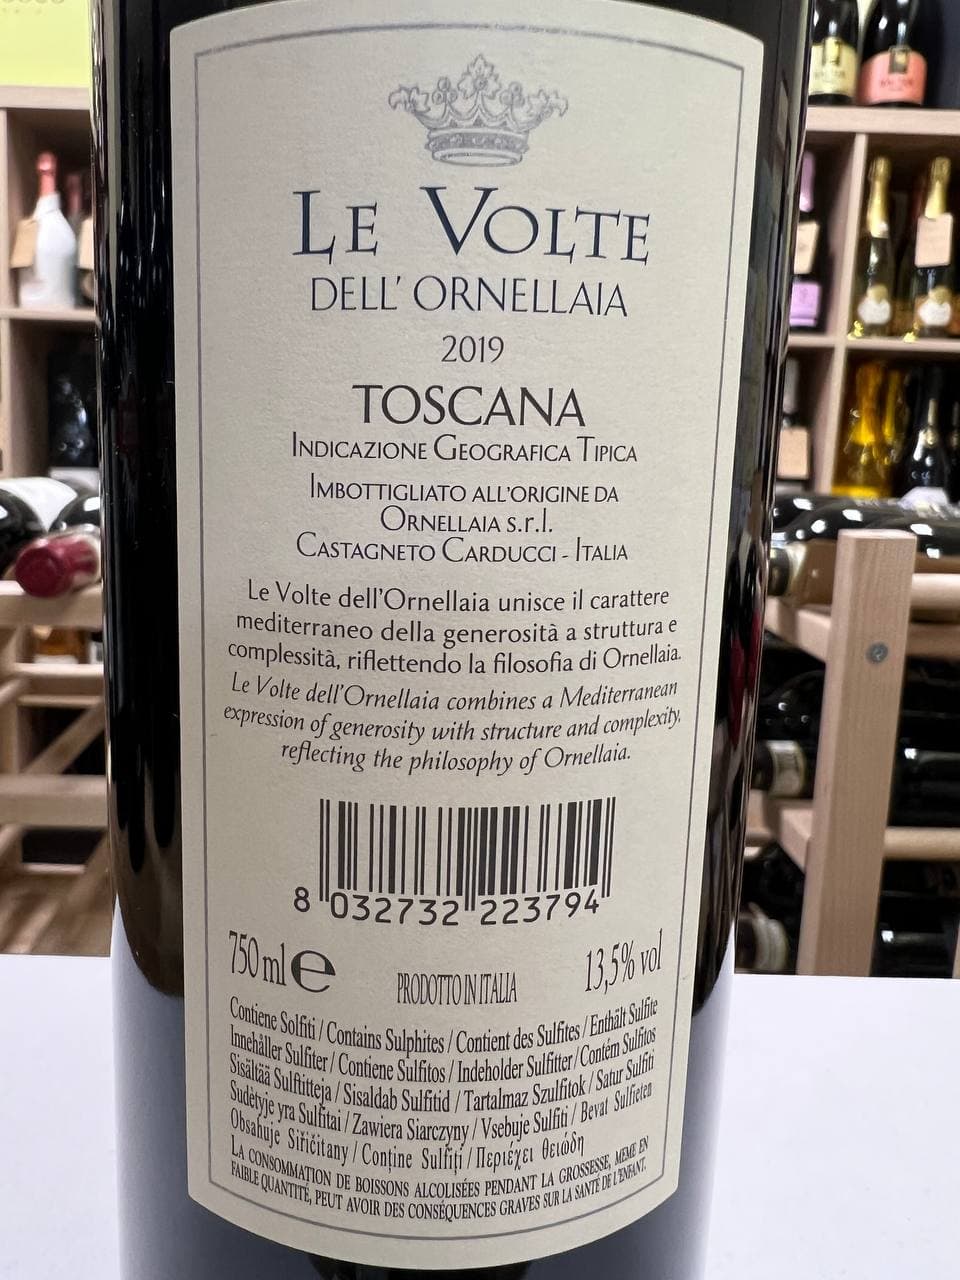 LE VOLTE
DELL' ORNELLAIA
2019
TOSCANA
INDICAZIONE GEOGRAFICA TIPICA
IMBOTTIGLIATO ALL'ORIGINE DA
ORNELLAIA S.r.l.
CASTAGNETO CARDUCCI - ITALIA
Le Volte dell'Ornellaia unisce il carattere
mediterraneo della generosità a struttura e
complessità, riflettendo la filosofia di Ornellaia.
Le Volte dell'Ornellaia combines a Mediterranean
expression of generosity with structure and complexity,
reflecting the philosophy of Ornellaia.
8 032732 223794
750 ml e PRODOTTO IN ITALIA 13,5% vol
Contiene Solfiti / Contains Sulphites / Contient des Sulfites / Enthält Sulfite
Innehåller Sulfiter / Contiene Sulfitos / Indeholder Sulfitter / Contém Sulfitos
Sisältää Sulftitteja / Sisaldab Sulfitid / Tartalmaz Szulfitok / Satur Sulfīti
Sudėtyje yra Sulfitai / Zawiera Siarczyny / Vsebuje Sulfiti / Bevat Sulfieten
Obsahuje Siřičitany / Conține Sulfiți / Περιέχει θειώδη
LA CONSOMMATION DE BOISSONS ALCOLISÉES PENDANT LA GROSSESSE, MEME EN
FAIBLE QUANTITÉ, PEUT AVOIR DES CONSÉQUENCES GRAVES SUR LA SANTÉ DE L'ENFANT.